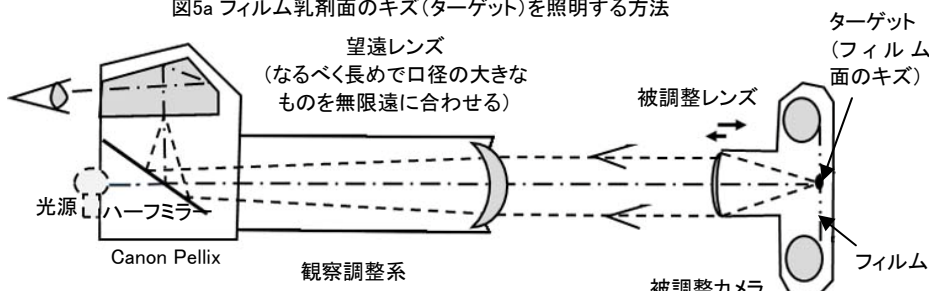 図5a フィルム乳剤面のキズ(ターゲット)を照明する方法
ターゲット
(フィルム
面のキズ)
望遠レンズ
(なるべく長めで口径の大きな
ものを無限遠に合わせる)
被調整レンズ
光源
ハーフミラー
Canon Pellix
観察調整系
フィルム
被調整カメラ